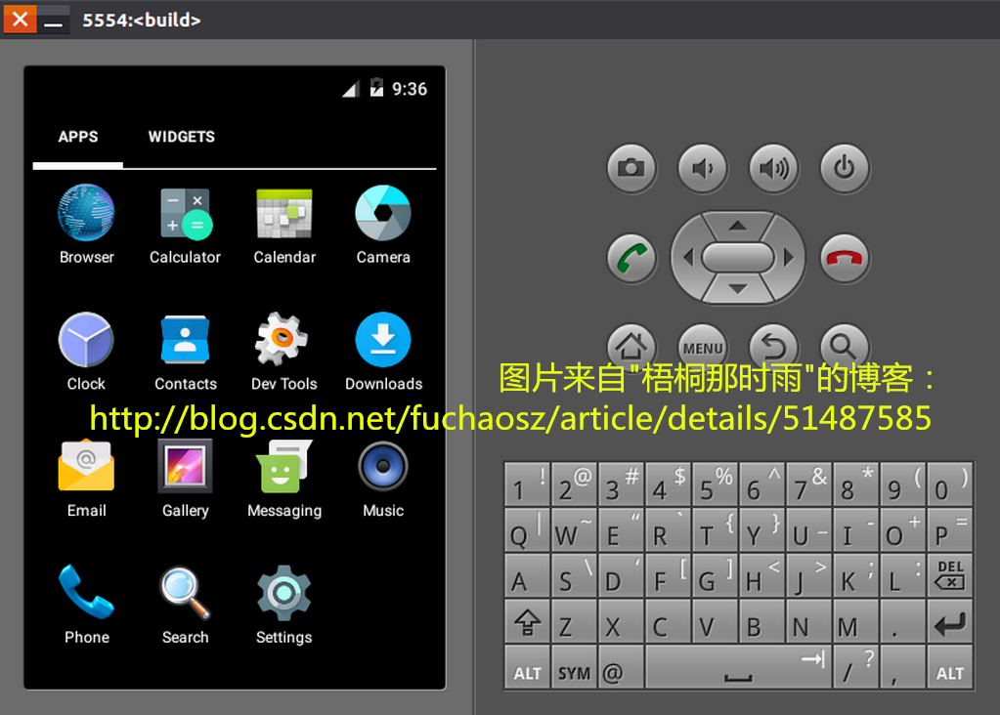 5554:<build>
9:36
APPS WIDGETS
Browser Calculator Calendar Camera
Clock Contacts Dev Tools Downloads
Email Gallery Messaging Music
Phone Search Settings
MENU
图片来自"梧桐那时雨"的博客：
http://blog.csdn.net/fuchaosz/article/details/51487585
1 ! 2 @ 3 # 4 $ 5 % 6 ^ 7 & 8 * 9 ( 0 )
Q | W ~ E “ R ` T { Y } U _ I - O + P =
A S \ D ‘ F [ G ] H < J > K ; L : DEL
Z X C V B N M .
ALT SYM @ / ? , ALT